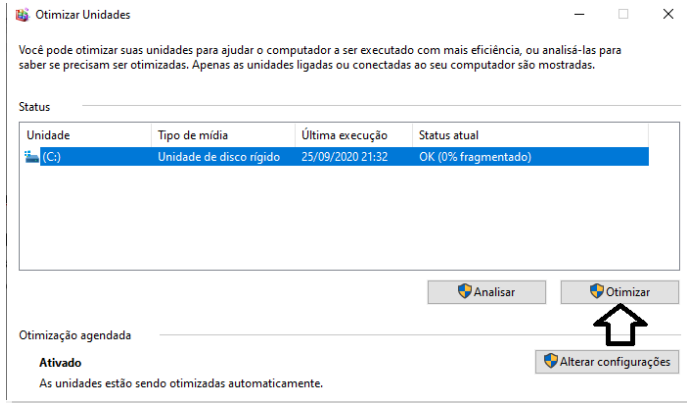 Otimizar Unidades
Você pode otimizar suas unidades para ajudar o computador a ser executado com mais eficiência, ou analisá-las para
saber se precisam ser otimizadas. Apenas as unidades ligadas ou conectadas ao seu computador são mostradas.
Status
Unidade Tipo de mídia Última execução Status atual
(C:) Unidade de disco rígido 25/09/2020 21:32 OK (0% fragmentado)
Analisar Otimizar
Otimização agendada
Ativado Alterar configurações
As unidades estão sendo otimizadas automaticamente.